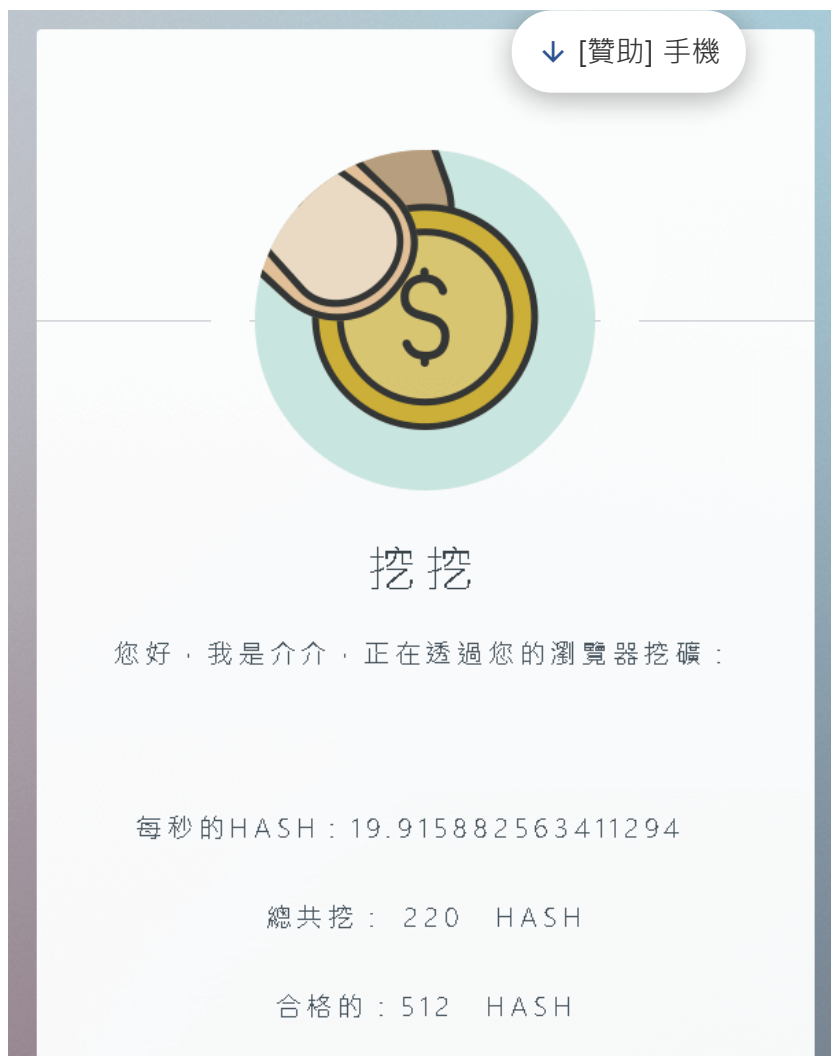 [贊助] 手機
$
挖挖
您好，我是介介，正在透過您的瀏覽器挖礦：
每秒的HASH：19.915882563411294
總共挖： 220 HASH
合格的：512 HASH